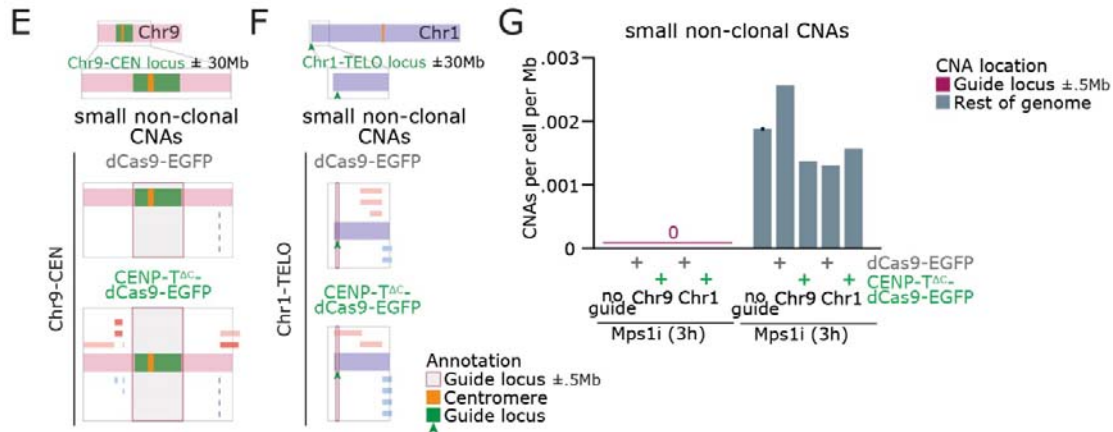 E
Chr9
Chr9-CEN locus ± 30Mb
small non-clonal
CNAs
dCas9-EGFP
CENP-TΔC-
dCas9-EGFP
Chr9-CEN
F
Chr1
Chr1-TELO locus ±30Mb
small non-clonal
CNAs
dCas9-EGFP
CENP-TΔC-
dCas9-EGFP
Chr1-TELO
Annotation
Guide locus ±.5Mb
Centromere
Guide locus
G
small non-clonal CNAs
CNAs per cell per Mb
.003
.002
.001
0
0
CNA location
Guide locus ±.5Mb
Rest of genome
+ + + + dCas9-EGFP
+ + + + CENP-TΔC-
dCas9-EGFP
no Chr9 Chr1 no Chr9 Chr1
guide guide
Mps1i (3h) Mps1i (3h)